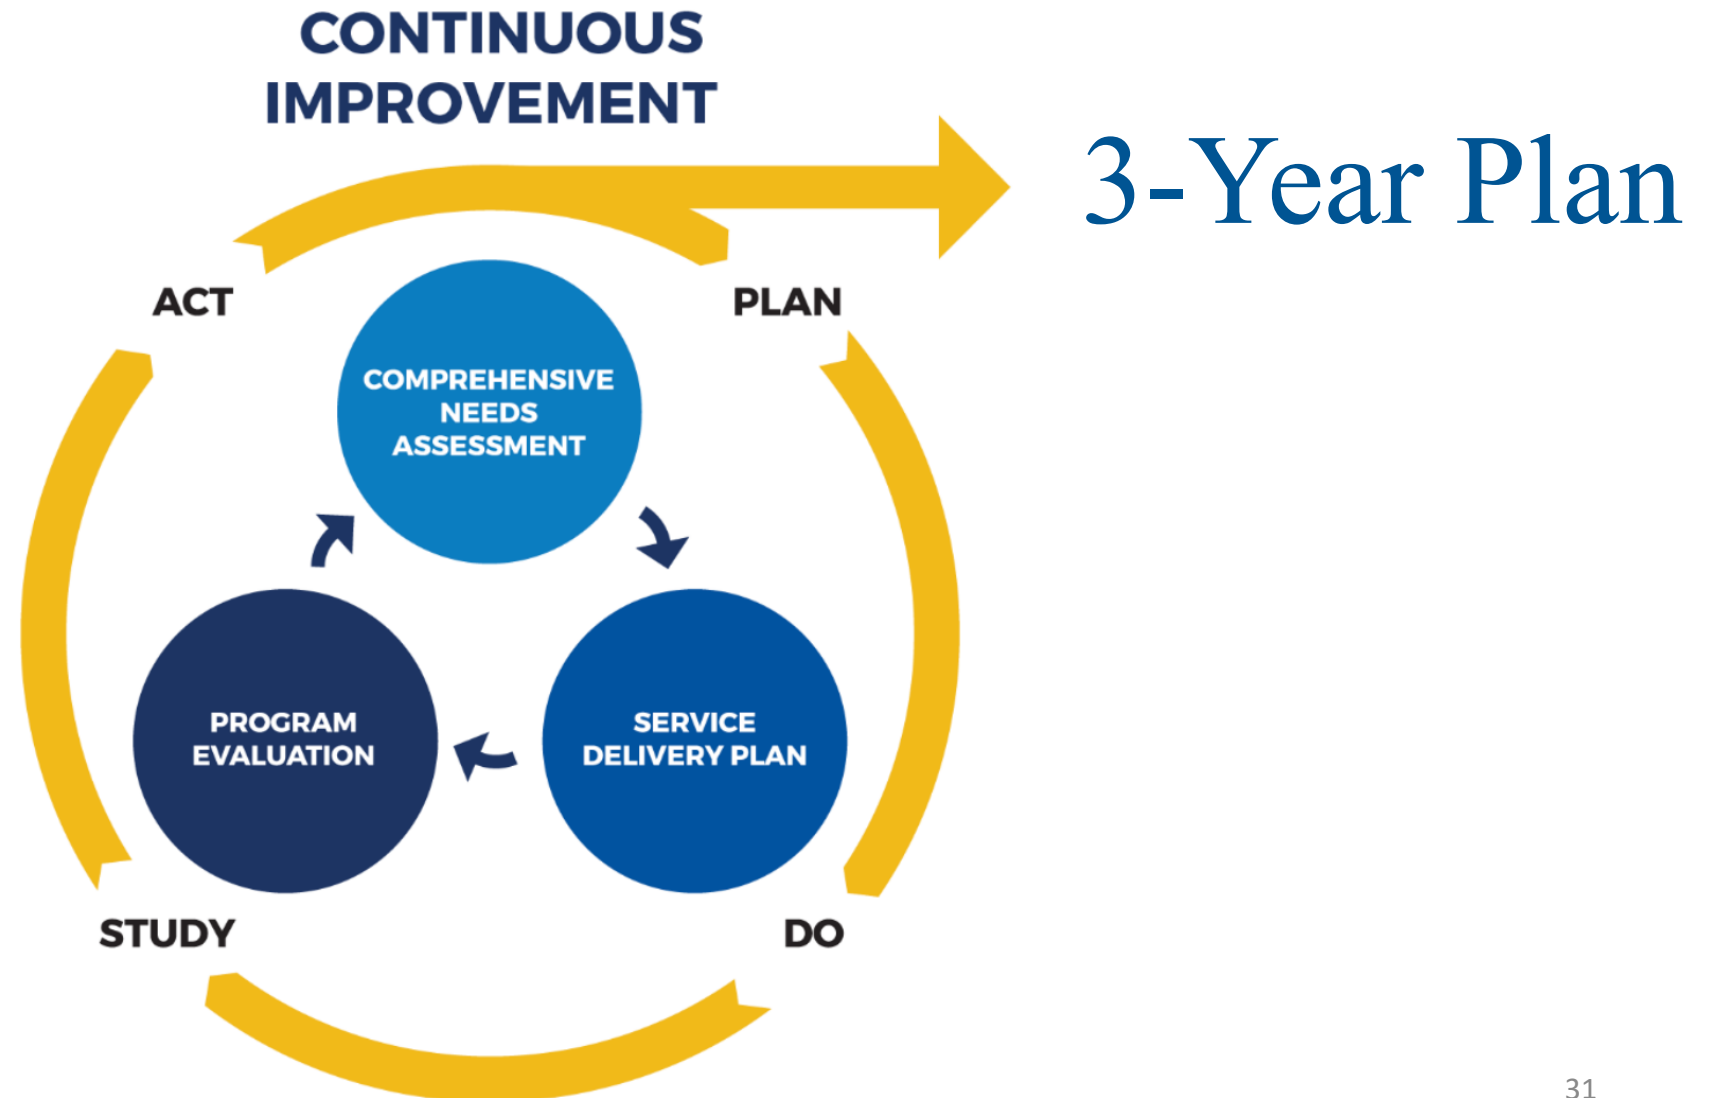 CONTINUOUS
IMPROVEMENT
3-Year Plan
ACT
PLAN
COMPREHENSIVE
NEEDS
ASSESSMENT
PROGRAM
EVALUATION
SERVICE
DELIVERY PLAN
STUDY
DO
31